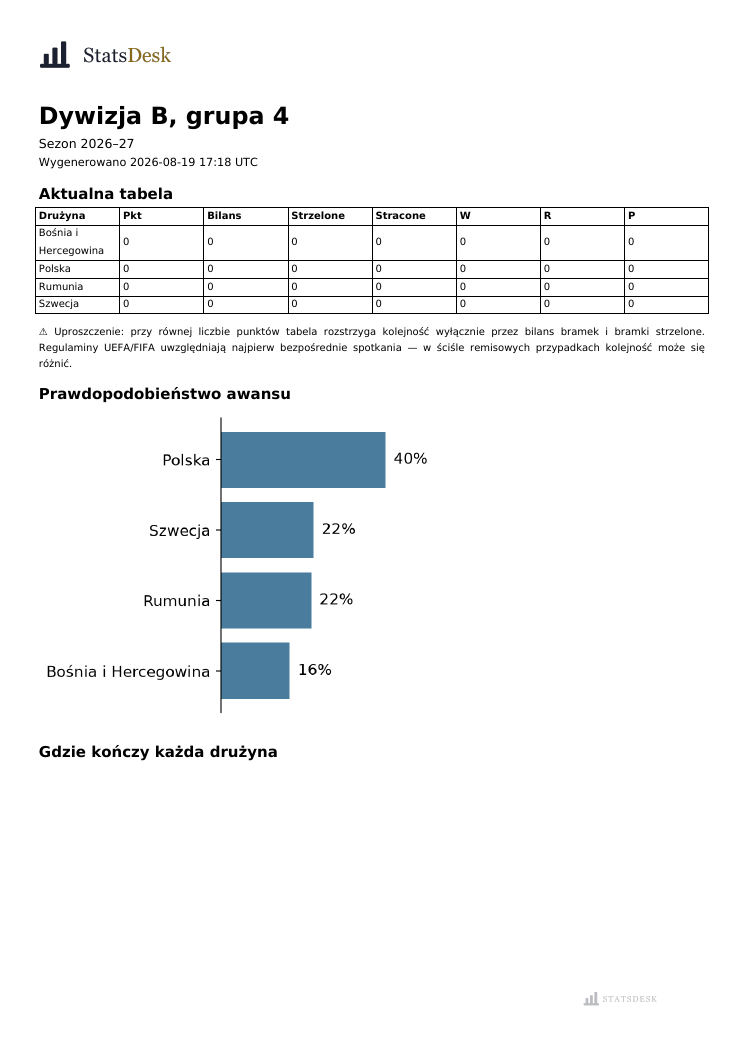 StatsDesk
Dywizja B, grupa 4
Sezon 2026–27
Wygenerowano 2026-08-19 17:18 UTC
Aktualna tabela
Drużyna Pkt Bilans Strzelone Stracone W R P
Bośnia i
Hercegowina 0 0 0 0 0 0 0
Polska 0 0 0 0 0 0 0
Rumunia 0 0 0 0 0 0 0
Szwecja 0 0 0 0 0 0 0
⚠ Uproszczenie: przy równej liczbie punktów tabela rozstrzyga kolejność wyłącznie przez bilans bramek i bramki strzelone.
Regulaminy UEFA/FIFA uwzględniają najpierw bezpośrednie spotkania — w ściśle remisowych przypadkach kolejność może się
różnić.
Prawdopodobieństwo awansu
Polska 40%
Szwecja 22%
Rumunia 22%
Bośnia i Hercegowina 16%
Gdzie kończy każda drużyna
STATSDESK